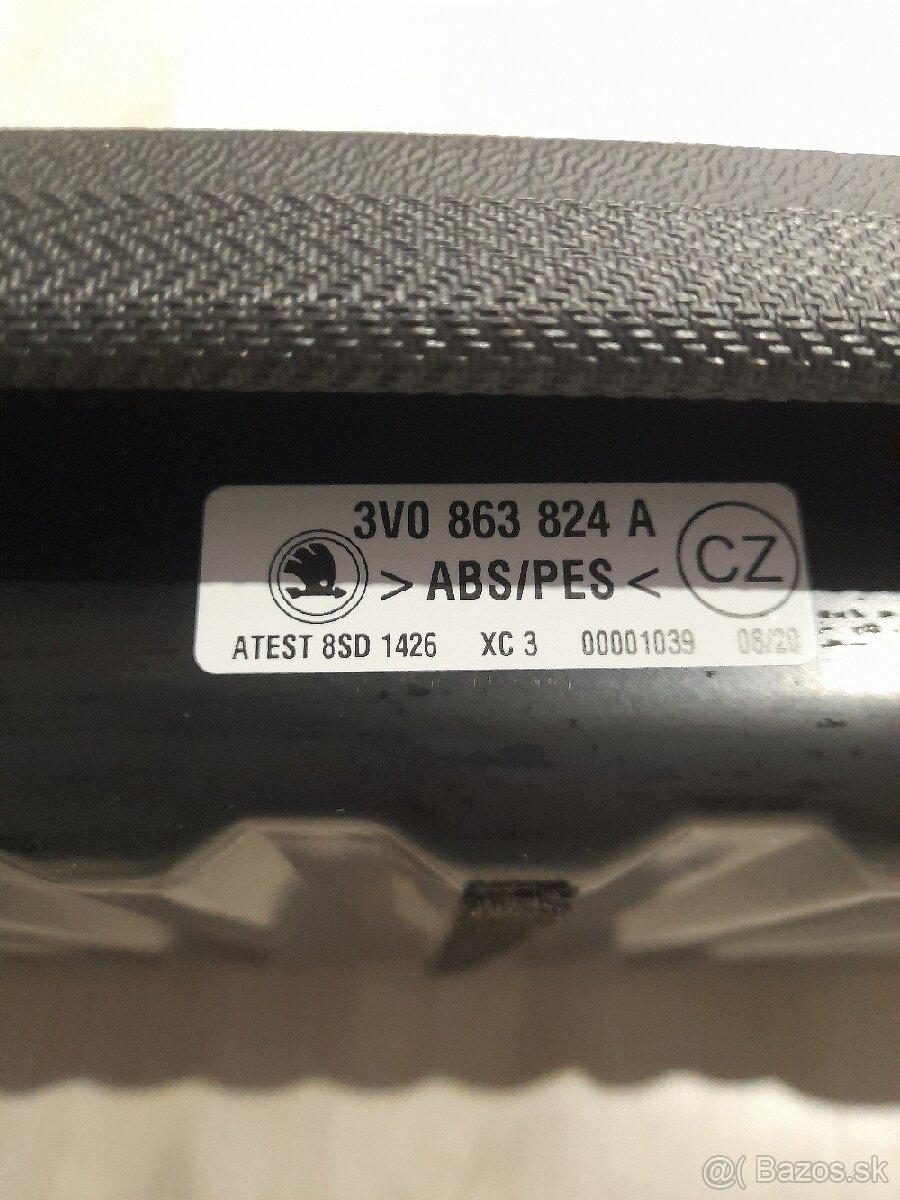 3V0 863 824 A
> ABS/PES <
CZ
ATEST 8SD 1426 XC 3 00001039 06/20
@( Bazos.sk